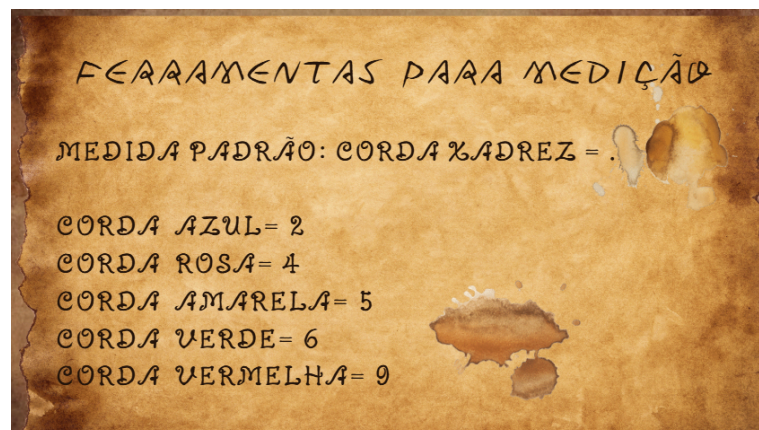 FERRAMENTAS PARA MEDIÇÃO
MEDIDA PADRÃO: CORDA XADREZ = .
CORDA AZUL= 2
CORDA ROSA= 4
CORDA AMARELA= 5
CORDA VERDE= 6
CORDA VERMELHA= 9